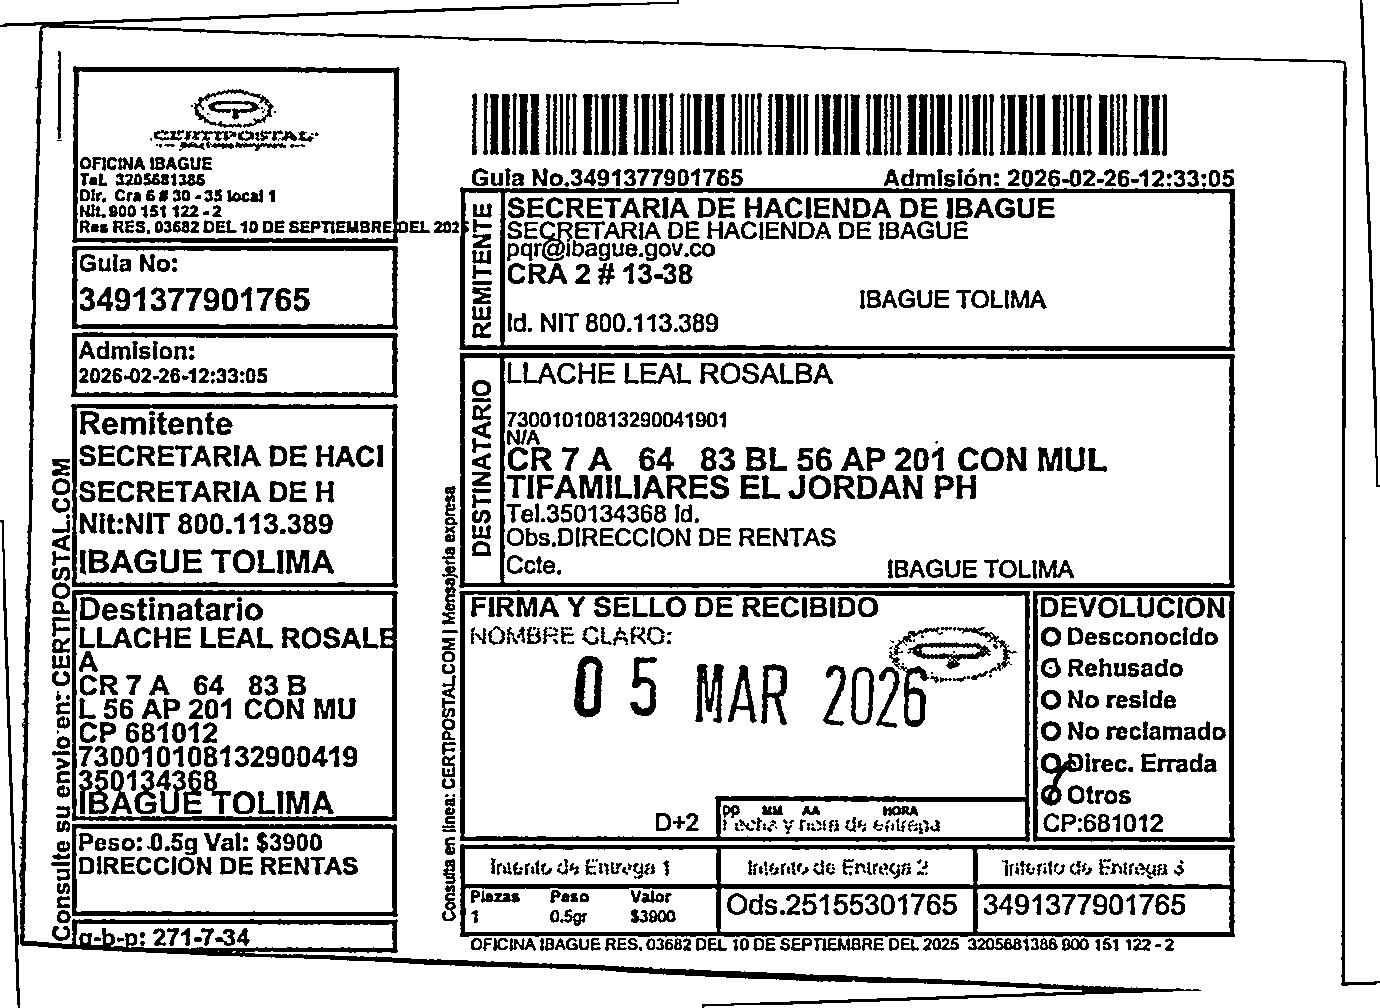 CERTIPOSTAL
OFICINA IBAGUE
Tel. 3205681386
Dir. Cra 6 # 30 - 35 local 1
Nit. 900 151 122 - 2
Res RES. 03682 DEL 10 DE SEPTIEMBRE DEL 2025
Guia No:
3491377901765
Admision:
2026-02-26-12:33:05
Remitente
SECRETARIA DE HACI
SECRETARIA DE H
Nit:NIT 800.113.389
IBAGUE TOLIMA
Destinatario
LLACHE LEAL ROSALB
A
CR 7 A 64 83 B
L 56 AP 201 CON MU
CP 681012
730010108132900419
350134368
IBAGUE TOLIMA
Peso: 0.5g Val: $3900
DIRECCION DE RENTAS
g-b-p: 271-7-34
Consulte su envio en: CERTIPOSTAL.COM
Consulta en linea: CERTIPOSTAL.COM | Mensajeria expresa
Guia No.3491377901765 Admisión: 2026-02-26-12:33:05
REMITENTE
SECRETARIA DE HACIENDA DE IBAGUE
SECRETARIA DE HACIENDA DE IBAGUE
pqr@ibague.gov.co
CRA 2 # 13-38
IBAGUE TOLIMA
Id. NIT 800.113.389
DESTINATARIO
LLACHE LEAL ROSALBA
73001010813290041901
N/A
CR 7 A 64 83 BL 56 AP 201 CON MUL
TIFAMILIARES EL JORDAN PH
Tel.350134368 Id.
Obs.DIRECCION DE RENTAS
Ccte. IBAGUE TOLIMA
FIRMA Y SELLO DE RECIBIDO
NOMBRE CLARO:
05 MAR 2026
D+2
DD MM AA HORA
Fecha y hora de entrega
DEVOLUCION
Desconocido
Rehusado
No reside
No reclamado
Direc. Errada
Otros
CP:681012
Intento de Entrega 1 Intento de Entrega 2 Intento de Entrega 3
Piezas Peso Valor
1 0.5gr $3900
Ods.25155301765 3491377901765
OFICINA IBAGUE RES. 03682 DEL 10 DE SEPTIEMBRE DEL 2025 3205681386 900 151 122 - 2